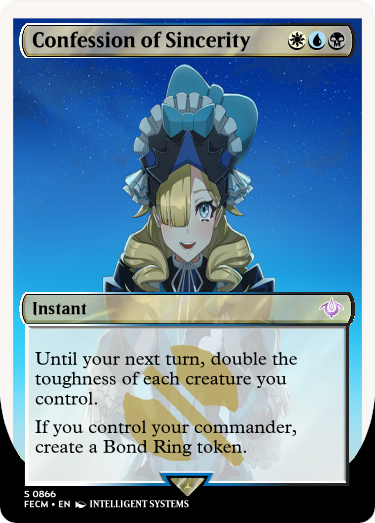 Confession of Sincerity
Instant
Until your next turn, double the
toughness of each creature you
control.
If you control your commander,
create a Bond Ring token.
S 0866
FECM • EN INTELLIGENT SYSTEMS